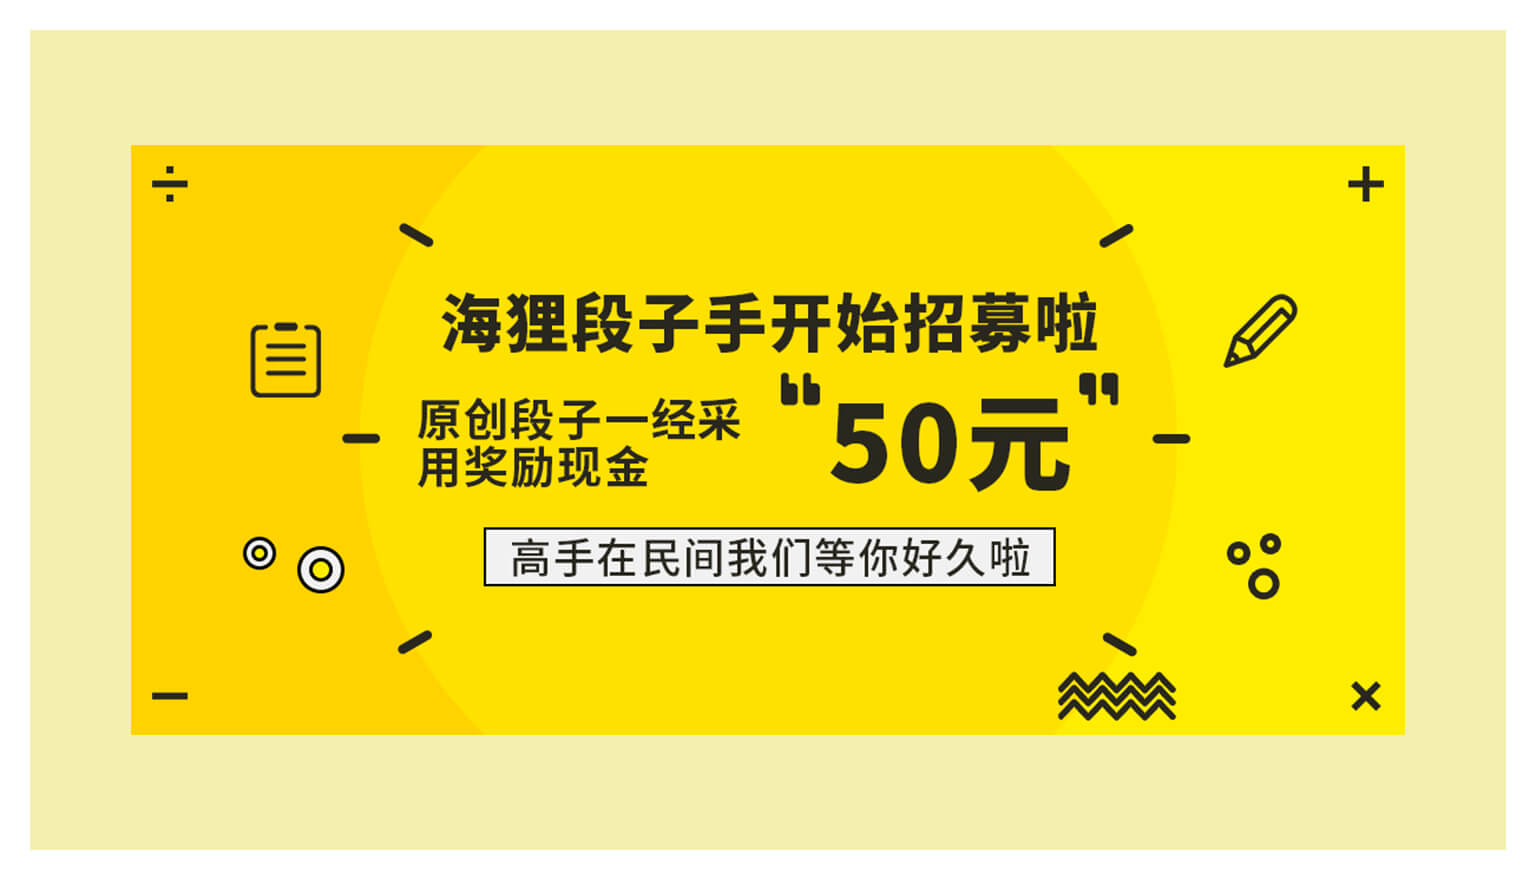 海狸段子手开始招募啦
原创段子一经采
用奖励现金
“50元”
高手在民间我们等你好久啦